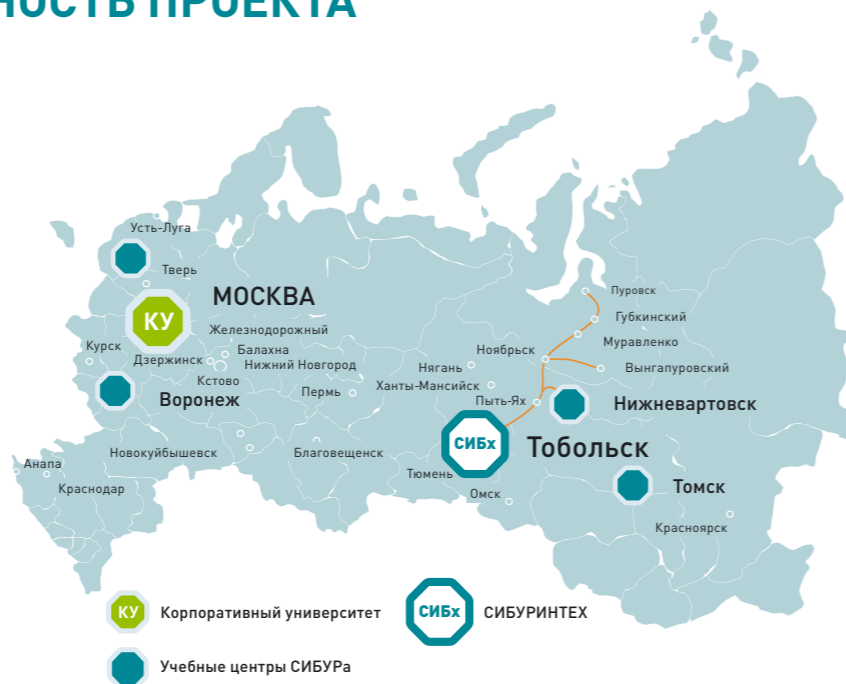 НОСТЬ ПРОЕКТА
Усть-Луга
Тверь
МОСКВА
КУ
Пуровск
Губкинский
Железнодорожный
Муравленко
Курск
Балахна
Ноябрьск
Дзержинск
Нижний Новгород
Нягань
Вынгапуровский
Кстово
Ханты-Мансийск
Пермь
Пыть-Ях
Воронеж
Нижневартовск
СИБх
Тобольск
Новокуйбышевск
Благовещенск
Анапа
Тюмень
Краснодар
Омск
Томск
Красноярск
КУ Корпоративный университет
СИБх СИБУРИНТЕХ
Учебные центры СИБУРа